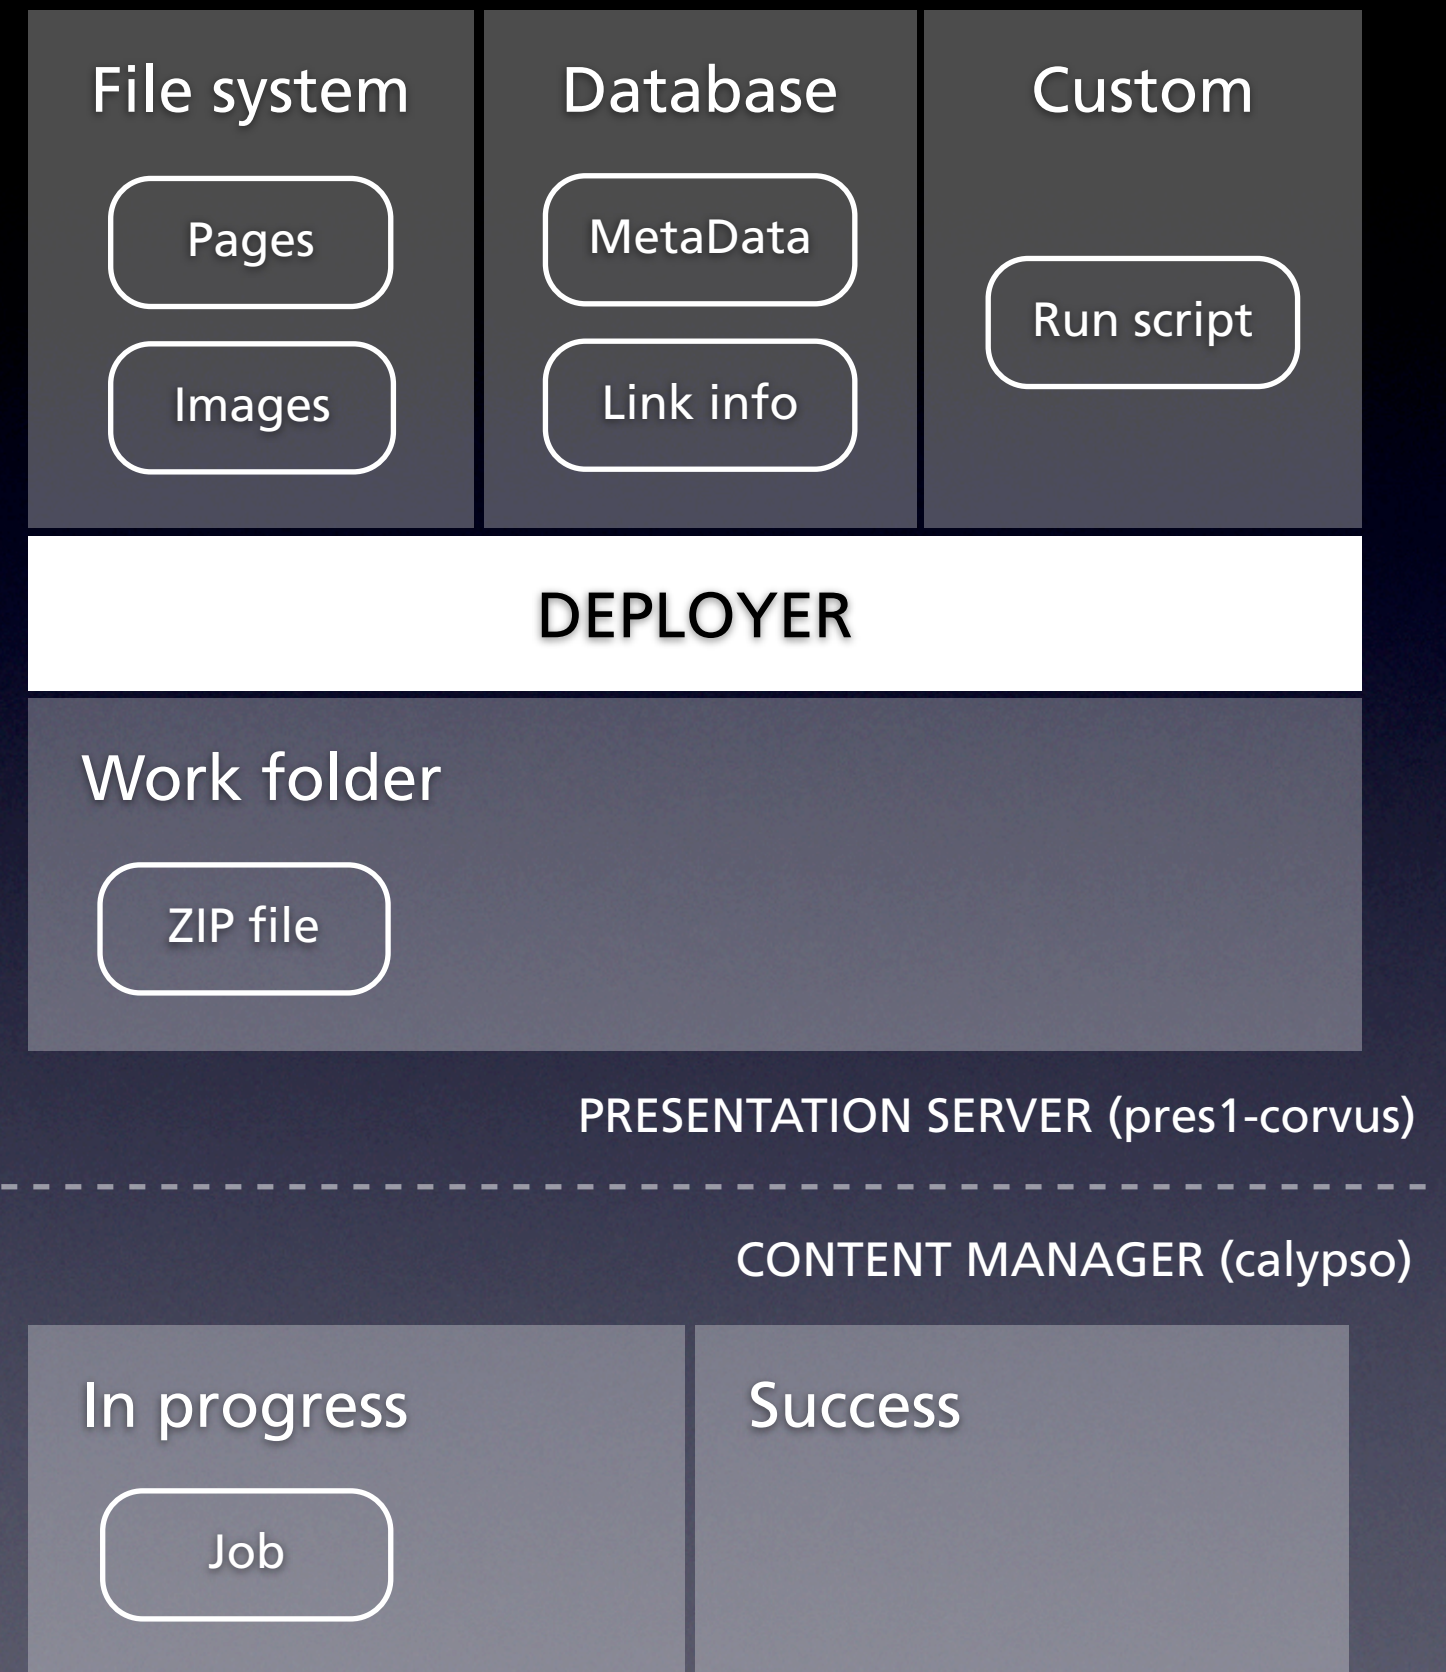 File system
Database
Custom
Pages
MetaData
Run script
Images
Link info
DEPLOYER
Work folder
ZIP file
PRESENTATION SERVER (pres1-corvus)
CONTENT MANAGER (calypso)
In progress
Success
Job